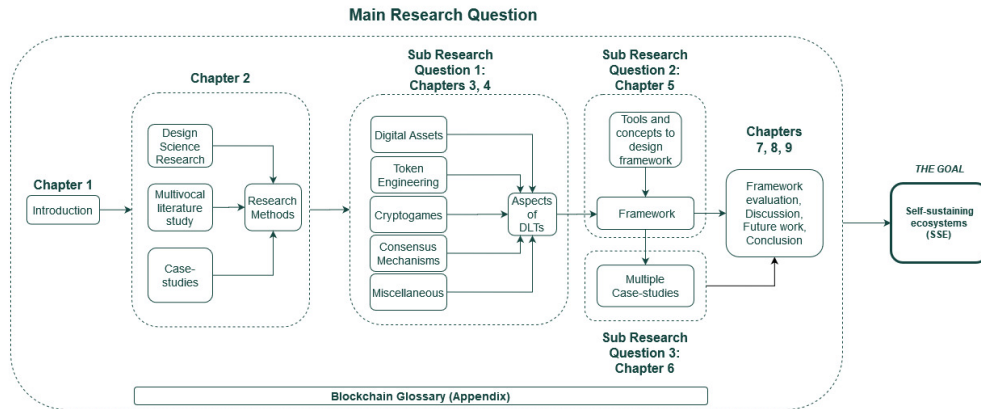 Main Research Question
Chapter 1
Introduction
Chapter 2
Design
Science
Research
Multivocal
literature
study
Case-
studies
Research
Methods
Sub Research
Question 1:
Chapters 3, 4
Digital Assets
Token
Engineering
Cryptogames
Consensus
Mechanisms
Miscellaneous
Aspects
of
DLTs
Sub Research
Question 2:
Chapter 5
Tools and
concepts to
design
framework
Framework
Multiple
Case-studies
Sub Research
Question 3:
Chapter 6
Chapters
7, 8, 9
Framework
evaluation,
Discussion,
Future work,
Conclusion
THE GOAL
Self-sustaining
ecosystems
(SSE)
Blockchain Glossary (Appendix)